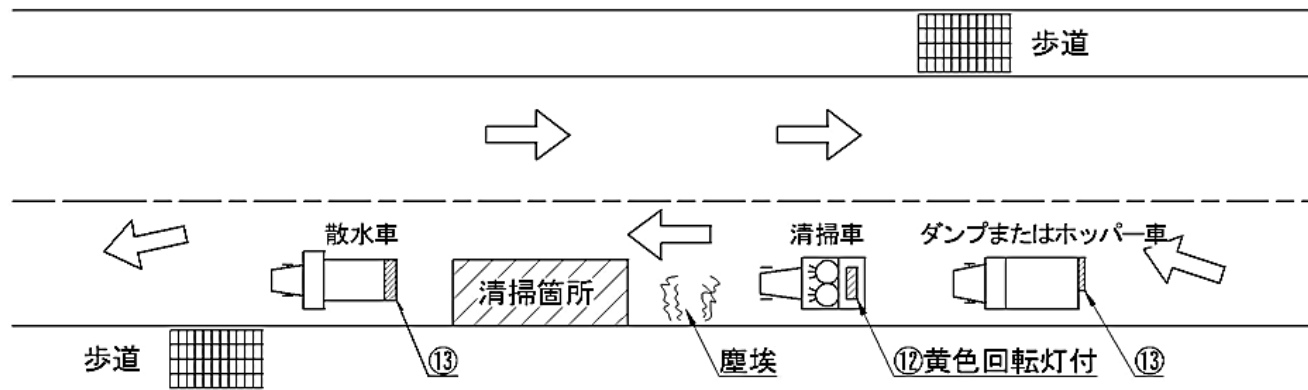 歩道
散水車
清掃車
ダンプまたはホッパー車
清掃箇所
歩道
⑬
塵埃
⑫黄色回転灯付
⑬